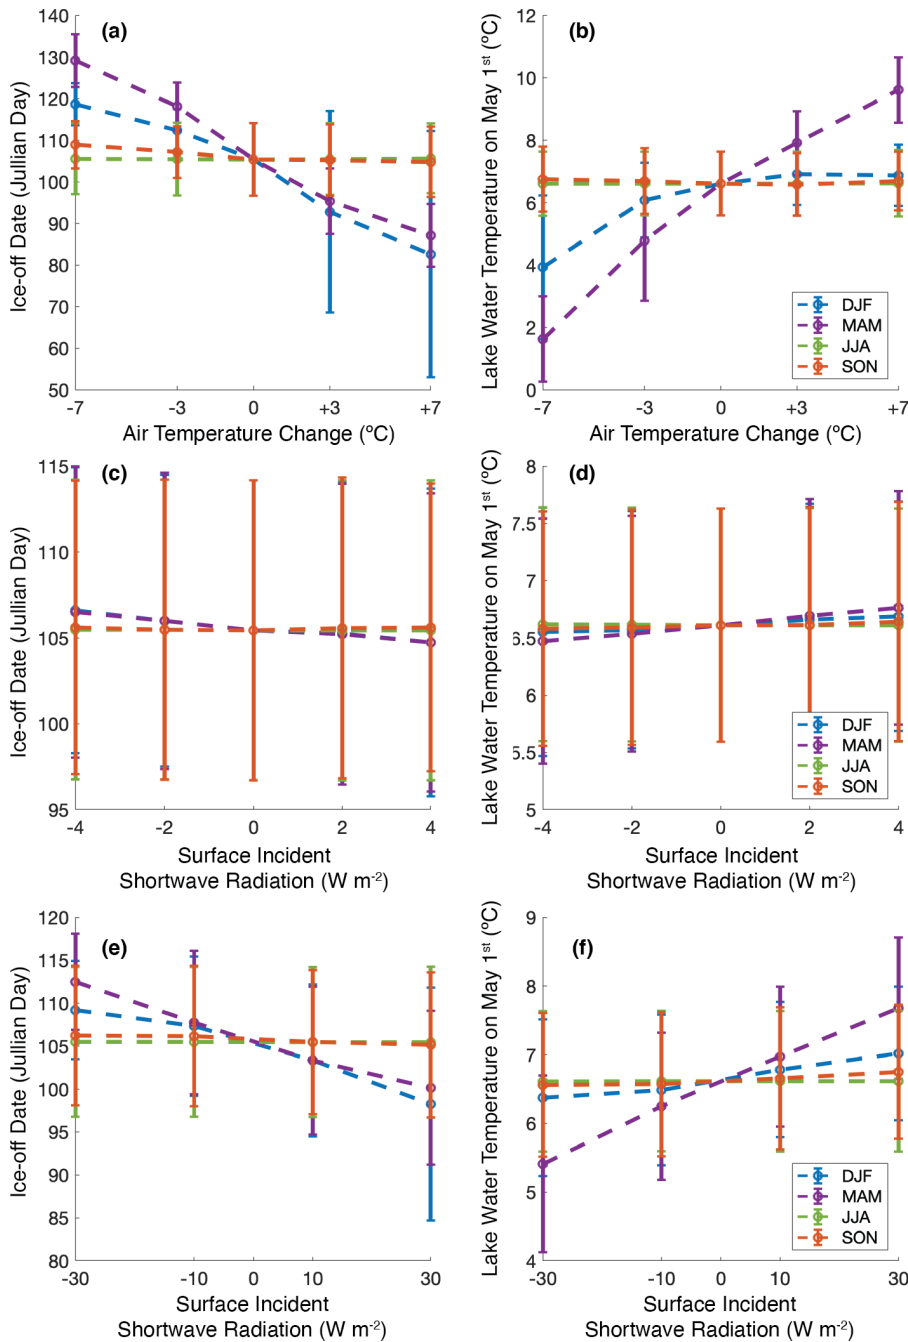 (a)
140
130
120
110
100
90
80
70
60
50
Ice-off Date (Jullian Day)
-7
-3
0
+3
+7
Air Temperature Change (ºC)
(b)
12
10
8
6
4
2
0
Lake Water Temperature on May 1st (ºC)
DJF
MAM
JJA
SON
-7
-3
0
+3
+7
Air Temperature Change (ºC)
(c)
115
110
105
100
95
Ice-off Date (Jullian Day)
-4
-2
0
2
4
Surface Incident
Shortwave Radiation (W m-2)
(d)
8
7.5
7
6.5
6
5.5
5
Lake Water Temperature on May 1st (ºC)
DJF
MAM
JJA
SON
-4
-2
0
2
4
Surface Incident
Shortwave Radiation (W m-2)
(e)
120
115
110
105
100
95
90
85
80
Ice-off Date (Jullian Day)
-30
-10
0
10
30
Surface Incident
Shortwave Radiation (W m-2)
(f)
9
8
7
6
5
4
Lake Water Temperature on May 1st (ºC)
DJF
MAM
JJA
SON
-30
-10
0
10
30
Surface Incident
Shortwave Radiation (W m-2)